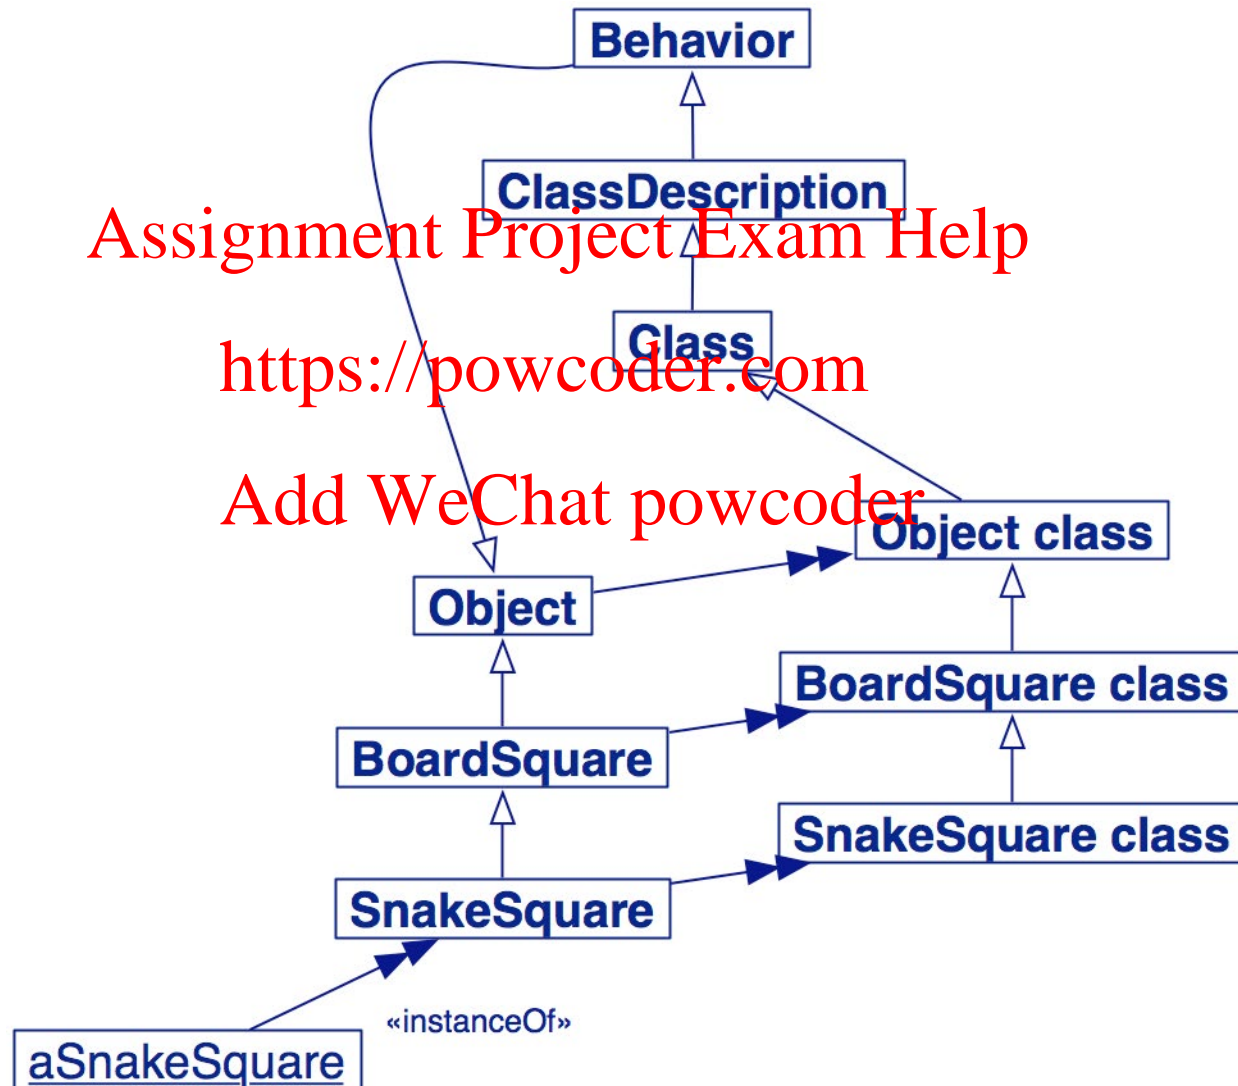 Behavior
ClassDescription
Assignment Project Exam Help
Class
https://powcoder.com
Add WeChat powcoder
Object class
Object
BoardSquare class
BoardSquare
SnakeSquare class
SnakeSquare
«instanceOf»
aSnakeSquare